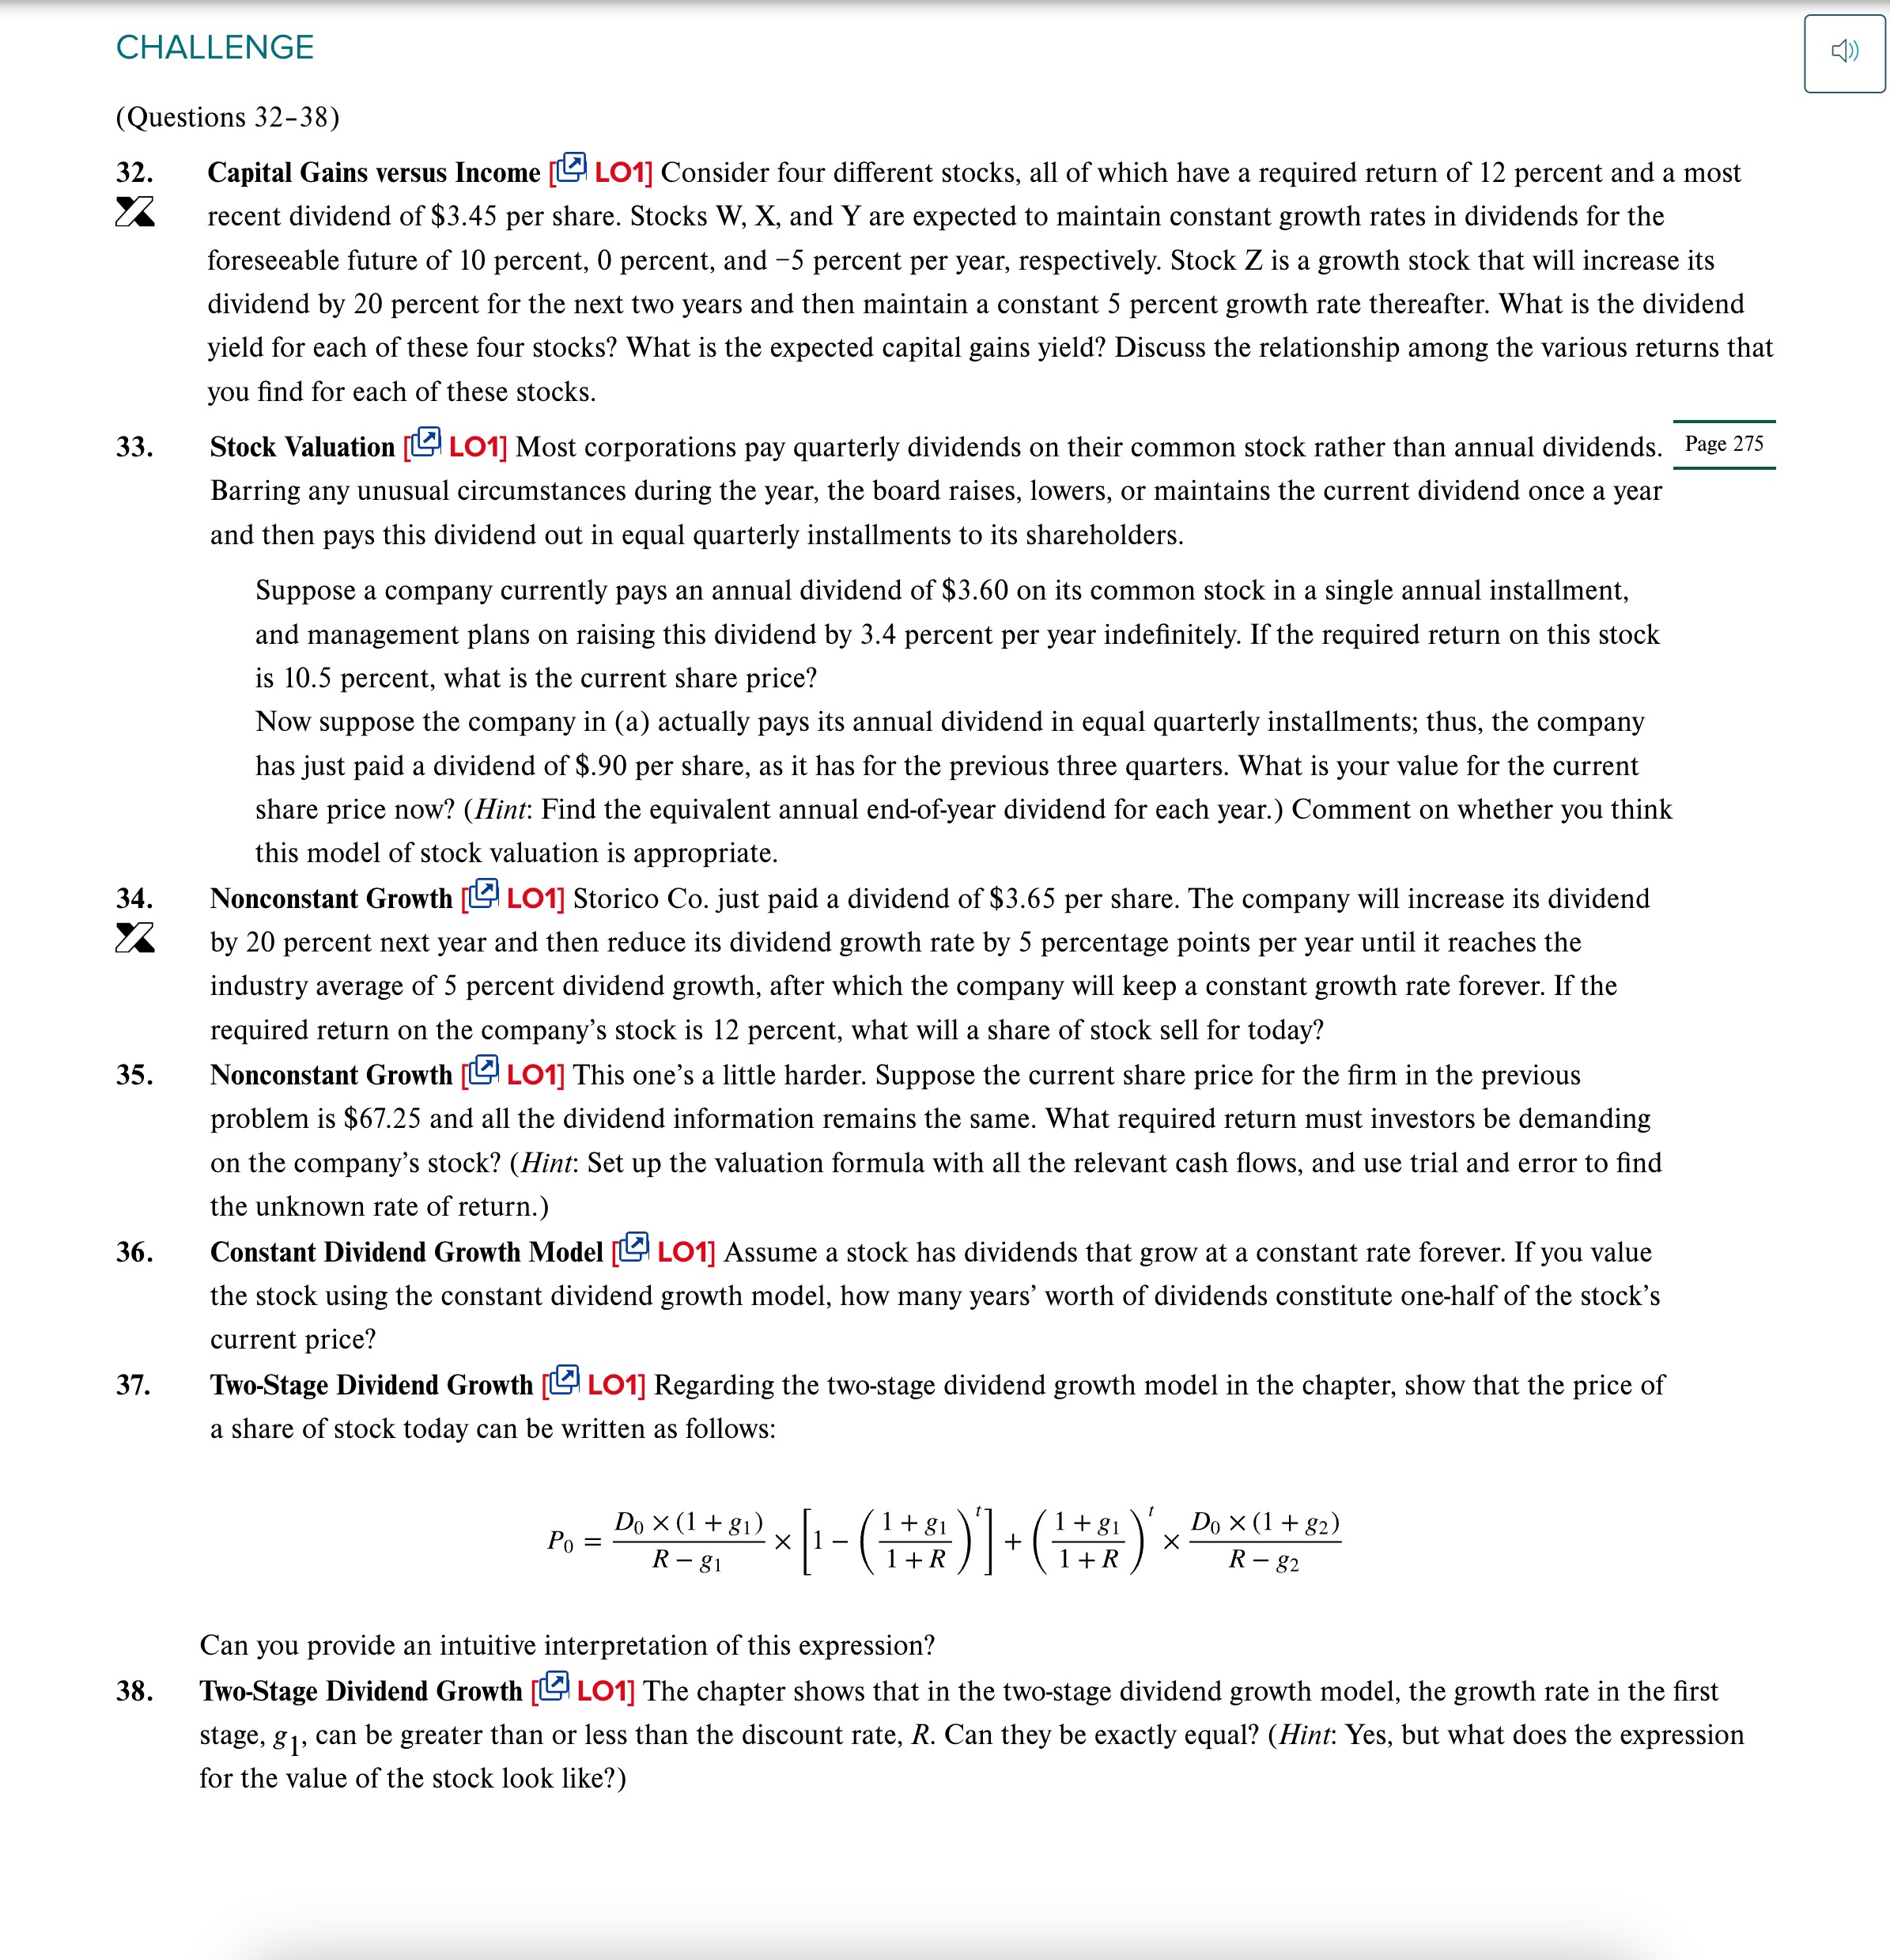 CHALLENGE
(Questions 32–38)
32. Capital Gains versus Income [LO1] Consider four different stocks, all of which have a required return of 12 percent and a most
recent dividend of $3.45 per share. Stocks W, X, and Y are expected to maintain constant growth rates in dividends for the
foreseeable future of 10 percent, 0 percent, and −5 percent per year, respectively. Stock Z is a growth stock that will increase its
dividend by 20 percent for the next two years and then maintain a constant 5 percent growth rate thereafter. What is the dividend
yield for each of these four stocks? What is the expected capital gains yield? Discuss the relationship among the various returns that
you find for each of these stocks.
33. Stock Valuation [LO1] Most corporations pay quarterly dividends on their common stock rather than annual dividends. Page 275
Barring any unusual circumstances during the year, the board raises, lowers, or maintains the current dividend once a year
and then pays this dividend out in equal quarterly installments to its shareholders.
Suppose a company currently pays an annual dividend of $3.60 on its common stock in a single annual installment,
and management plans on raising this dividend by 3.4 percent per year indefinitely. If the required return on this stock
is 10.5 percent, what is the current share price?
Now suppose the company in (a) actually pays its annual dividend in equal quarterly installments; thus, the company
has just paid a dividend of $.90 per share, as it has for the previous three quarters. What is your value for the current
share price now? (Hint: Find the equivalent annual end-of-year dividend for each year.) Comment on whether you think
this model of stock valuation is appropriate.
34. Nonconstant Growth [LO1] Storico Co. just paid a dividend of $3.65 per share. The company will increase its dividend
by 20 percent next year and then reduce its dividend growth rate by 5 percentage points per year until it reaches the
industry average of 5 percent dividend growth, after which the company will keep a constant growth rate forever. If the
required return on the company’s stock is 12 percent, what will a share of stock sell for today?
35. Nonconstant Growth [LO1] This one’s a little harder. Suppose the current share price for the firm in the previous
problem is $67.25 and all the dividend information remains the same. What required return must investors be demanding
on the company’s stock? (Hint: Set up the valuation formula with all the relevant cash flows, and use trial and error to find
the unknown rate of return.)
36. Constant Dividend Growth Model [LO1] Assume a stock has dividends that grow at a constant rate forever. If you value
the stock using the constant dividend growth model, how many years’ worth of dividends constitute one-half of the stock’s
current price?
37. Two-Stage Dividend Growth [LO1] Regarding the two-stage dividend growth model in the chapter, show that the price of
a share of stock today can be written as follows:
P₀ = D₀ × (1 + g₁) / (R − g₁) × [1 − ((1 + g₁) / (1 + R))ᵗ] + ((1 + g₁) / (1 + R))ᵗ × D₀ × (1 + g₂) / (R − g₂)
Can you provide an intuitive interpretation of this expression?
38. Two-Stage Dividend Growth [LO1] The chapter shows that in the two-stage dividend growth model, the growth rate in the first
stage, g₁, can be greater than or less than the discount rate, R. Can they be exactly equal? (Hint: Yes, but what does the expression
for the value of the stock look like?)